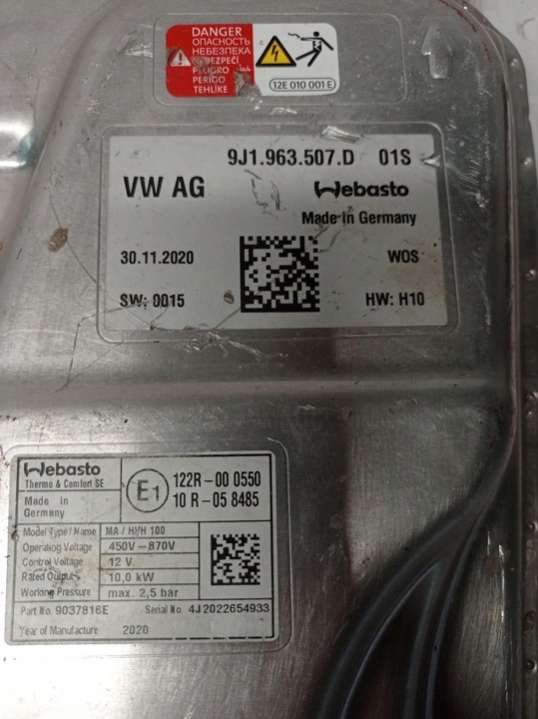 DANGER
ОПАСНОСТЬ
НЕБЕЗПЕКА
NEBEZPEČÍ
PELIGRO
PERIGO
TEHLIKE
12E 010 001 E
9J1.963.507.D 01S
VW AG Webasto
Made in Germany
30.11.2020 WOS
SW: 0015 HW: H10
Webasto
Thermo & Comfort SE
Made in
Germany
E1
122R-00 0550
10 R-05 8485
Model Type / Name MA / HVH 100
Operating Voltage 450V-870V
Control Voltage 12 V
Rated Output 10,0 kW
Working Pressure max. 2,5 bar
Part No. 9037816E Serial No 4J2022654933
Year of Manufacture 2020